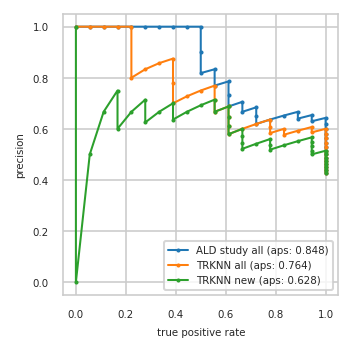 1.0
0.8
0.6
0.4
0.2
0.0
precision
0.0 0.2 0.4 0.6 0.8 1.0
true positive rate
ALD study all (aps: 0.848)
TRKNN all (aps: 0.764)
TRKNN new (aps: 0.628)